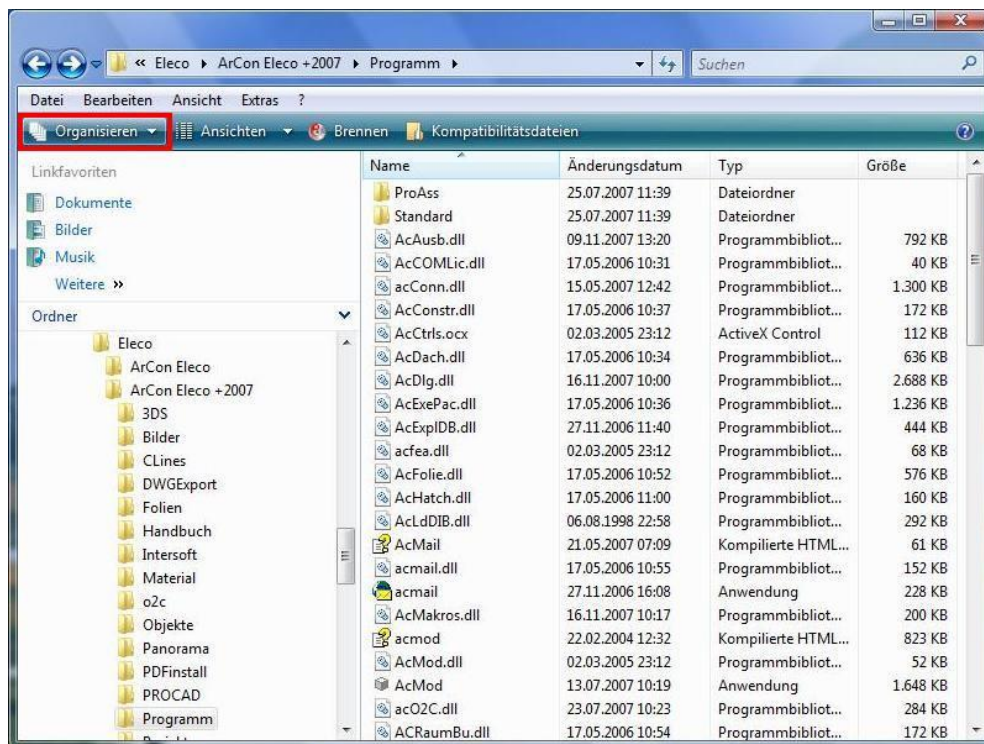 « Eleco ▸ ArCon Eleco +2007 ▸ Programm ▸ Suchen
Datei Bearbeiten Ansicht Extras ?
Organisieren Ansichten Brennen Kompatibilitätsdateien
Linkfavoriten
Dokumente
Bilder
Musik
Weitere »
Ordner
Eleco
ArCon Eleco
ArCon Eleco +2007
3DS
Bilder
CLines
DWGExport
Folien
Handbuch
Intersoft
Material
o2c
Objekte
Panorama
PDFinstall
PROCAD
Programm
Name Änderungsdatum Typ Größe
ProAss 25.07.2007 11:39 Dateiordner
Standard 25.07.2007 11:39 Dateiordner
AcAusb.dll 09.11.2007 13:20 Programmbibliot... 792 KB
AcCOMLic.dll 17.05.2006 10:31 Programmbibliot... 40 KB
acConn.dll 15.05.2007 12:42 Programmbibliot... 1.300 KB
AcConstr.dll 17.05.2006 10:37 Programmbibliot... 172 KB
AcCtrls.ocx 02.03.2005 23:12 ActiveX Control 112 KB
AcDach.dll 17.05.2006 10:34 Programmbibliot... 636 KB
AcDlg.dll 16.11.2007 10:00 Programmbibliot... 2.688 KB
AcExePac.dll 17.05.2006 10:36 Programmbibliot... 1.236 KB
AcExplDB.dll 27.11.2006 11:40 Programmbibliot... 444 KB
acfea.dll 02.03.2005 23:12 Programmbibliot... 68 KB
AcFolie.dll 17.05.2006 10:52 Programmbibliot... 576 KB
AcHatch.dll 17.05.2006 11:00 Programmbibliot... 160 KB
AcLdDIB.dll 06.08.1998 22:58 Programmbibliot... 292 KB
AcMail 21.05.2007 07:09 Kompilierte HTML... 61 KB
acmail.dll 17.05.2006 10:55 Programmbibliot... 152 KB
acmail 27.11.2006 16:08 Anwendung 228 KB
AcMakros.dll 16.11.2007 10:17 Programmbibliot... 200 KB
acmod 22.02.2004 12:32 Kompilierte HTML... 823 KB
AcMod.dll 02.03.2005 23:12 Programmbibliot... 52 KB
AcMod 13.07.2007 10:19 Anwendung 1.648 KB
acO2C.dll 23.07.2007 10:23 Programmbibliot... 284 KB
ACRaumBu.dll 17.05.2006 10:54 Programmbibliot... 172 KB